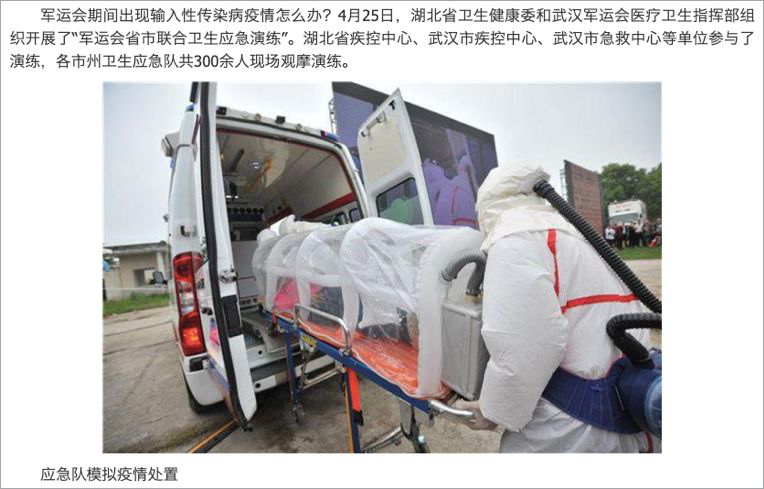 军运会期间出现输入性传染病疫情怎么办？4月25日，湖北省卫生健康委和武汉军运会医疗卫生指挥部组
织开展了“军运会省市联合卫生应急演练”。湖北省疾控中心、武汉市疾控中心、武汉市急救中心等单位参与了
演练，各市州卫生应急队共300余人现场观摩演练。
应急队模拟疫情处置